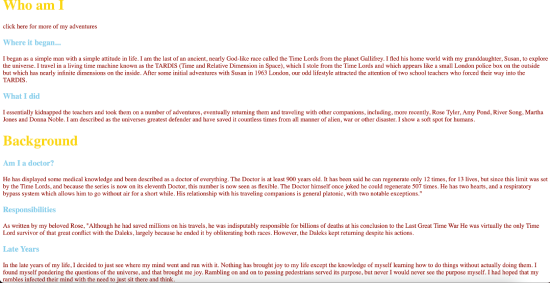 Who am I
click here for more of my adventures
Where it began...
I began as a simple man with a simple attitude in life. I am the last of an ancient, nearly God-like race called the Time Lords from the planet Gallifrey. I fled his home world with my granddaughter, Susan, to explore
the universe. I travel in a living time machine known as the TARDIS (Time and Relative Dimension in Space), which I stole from the Time Lords and which appears like a small London police box on the outside
but which has nearly infinite dimensions on the inside. After some initial adventures with Susan in 1963 London, our odd lifestyle attracted the attention of two school teachers who forced their way into the
TARDIS.
What I did
I essentially kidnapped the teachers and took them on a number of adventures, eventually returning them and traveling with other companions, including, more recently, Rose Tyler, Amy Pond, River Song, Martha
Jones and Donna Noble. I am described as the universes greatest defender and have saved it countless times from all manner of alien, war or other disaster. I show a soft spot for humans.
Background
Am I a doctor?
He has displayed some medical knowledge and been described as a doctor of everything. The Doctor is at least 900 years old. It has been said he can regenerate only 12 times, for 13 lives, but since this limit was set
by the Time Lords, and because the series is now on its eleventh Doctor, this number is now seen as flexible. The Doctor himself once joked he could regenerate 507 times. He has two hearts, and a respiratory
bypass system which allows him to go without air for a short while. His relationship with his traveling companions is general platonic, with two notable exceptions."
Responsibilities
As written by my beloved Rose, "Although he had saved millions on his travels, he was indisputably responsible for billions of deaths at his conclusion to the Last Great Time War He was virtually the only Time
Lord survivor of that great conflict with the Daleks, largely because he ended it by obliterating both races. However, the Daleks kept returning despite his actions.
Late Years
In the late years of my life, I decided to just see where my mind went and run with it. Nothing has brought joy to my life except the knowledge of myself learning how to do things without actually doing them. I
found myself pondering the questions of the universe, and that brought me joy. Rambling on and on to passing pedestrians served its purpose, but never I would never see the purpose myself. I had hoped that my
rambles infected their mind with the need to just sit there and think.